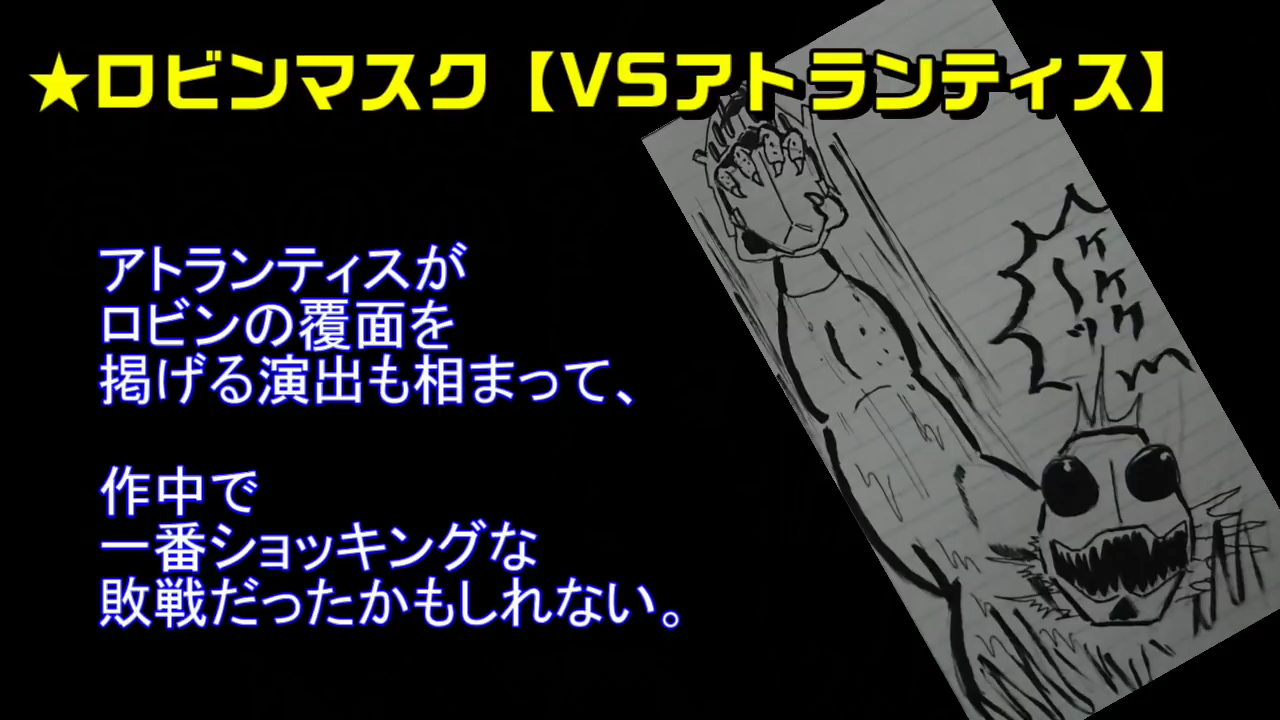 ★ロビンマスク【VSアトランティス】
アトランティスが
ロビンの覆面を
掲げる演出も相まって、
作中で
一番ショッキングな
敗戦だったかもしれない。